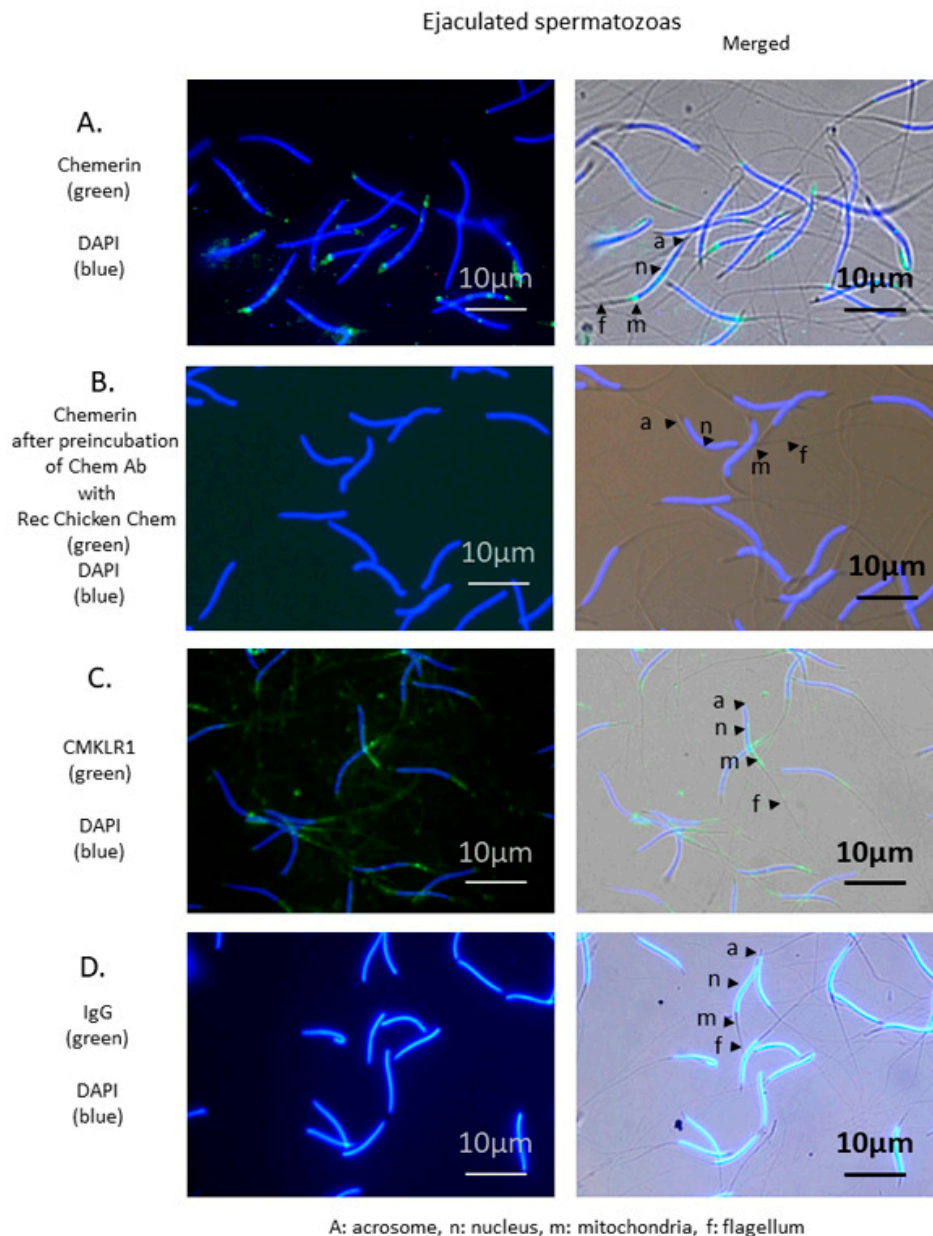 Ejaculated spermatozoas
Merged
A.
Chemerin
(green)
DAPI
(blue)
10µm
10µm
a
n
f
m
B.
Chemerin
after preincubation
of Chem Ab
with
Rec Chicken Chem
(green)
DAPI
(blue)
10µm
10µm
a
n
m
f
C.
CMKLR1
(green)
DAPI
(blue)
10µm
10µm
a
n
m
f
D.
IgG
(green)
DAPI
(blue)
10µm
10µm
a
n
m
f
A: acrosome, n: nucleus, m: mitochondria, f: flagellum